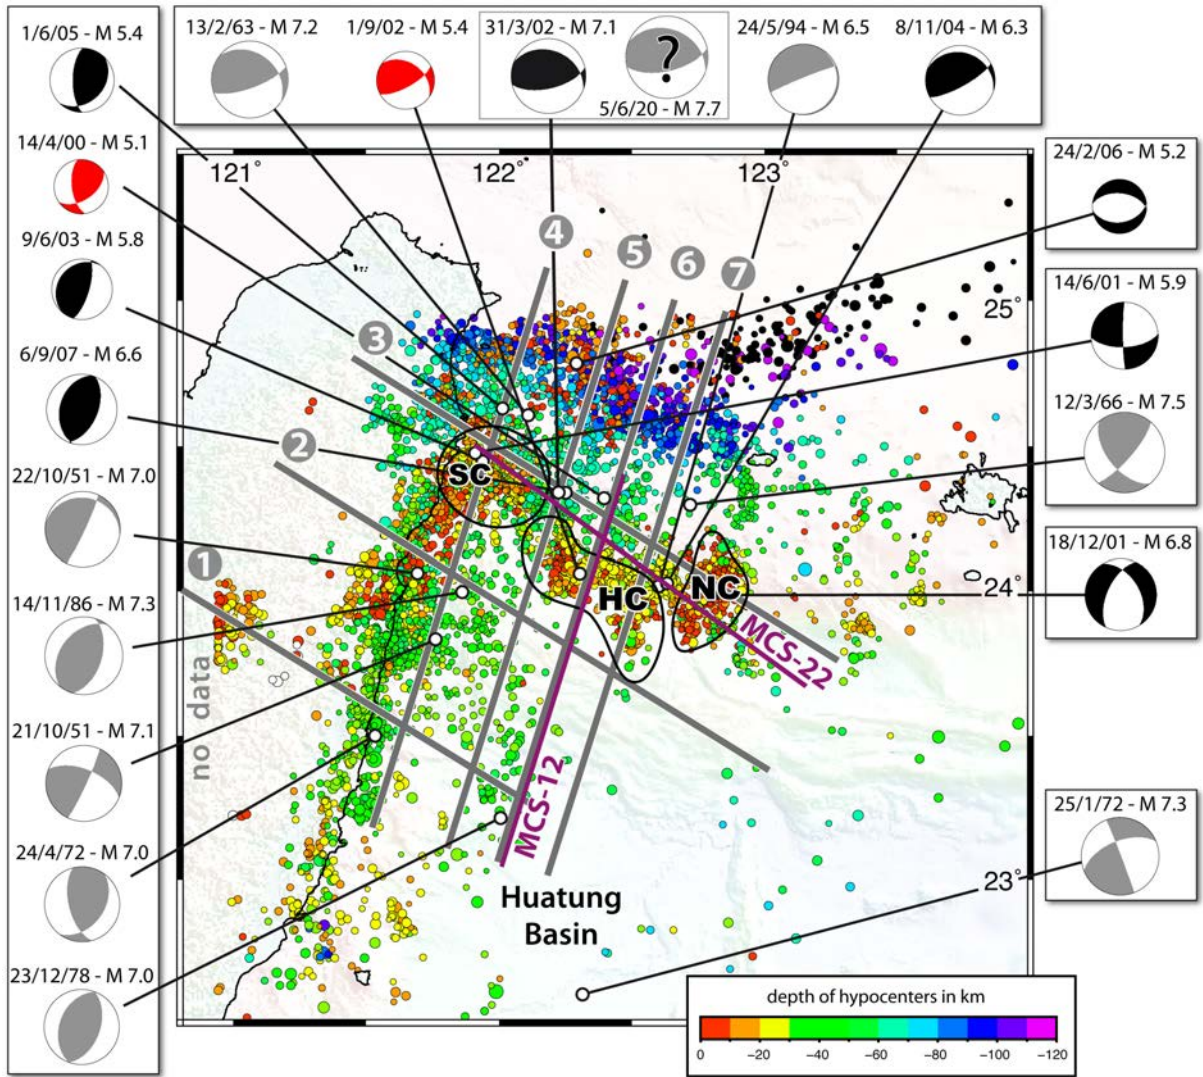 1/6/05 - M 5.4
14/4/00 - M 5.1
9/6/03 - M 5.8
6/9/07 - M 6.6
22/10/51 - M 7.0
14/11/86 - M 7.3
21/10/51 - M 7.1
24/4/72 - M 7.0
23/12/78 - M 7.0
13/2/63 - M 7.2
1/9/02 - M 5.4
31/3/02 - M 7.1
?
5/6/20 - M 7.7
24/5/94 - M 6.5
8/11/04 - M 6.3
24/2/06 - M 5.2
14/6/01 - M 5.9
12/3/66 - M 7.5
18/12/01 - M 6.8
25/1/72 - M 7.3
121°
122°
123°
25°
24°
23°
1
2
3
4
5
6
7
SC
HC
NC
MCS-22
MCS-12
no data
Huatung
Basin
depth of hypocenters in km
0 −20 −40 −60 −80 −100 −120